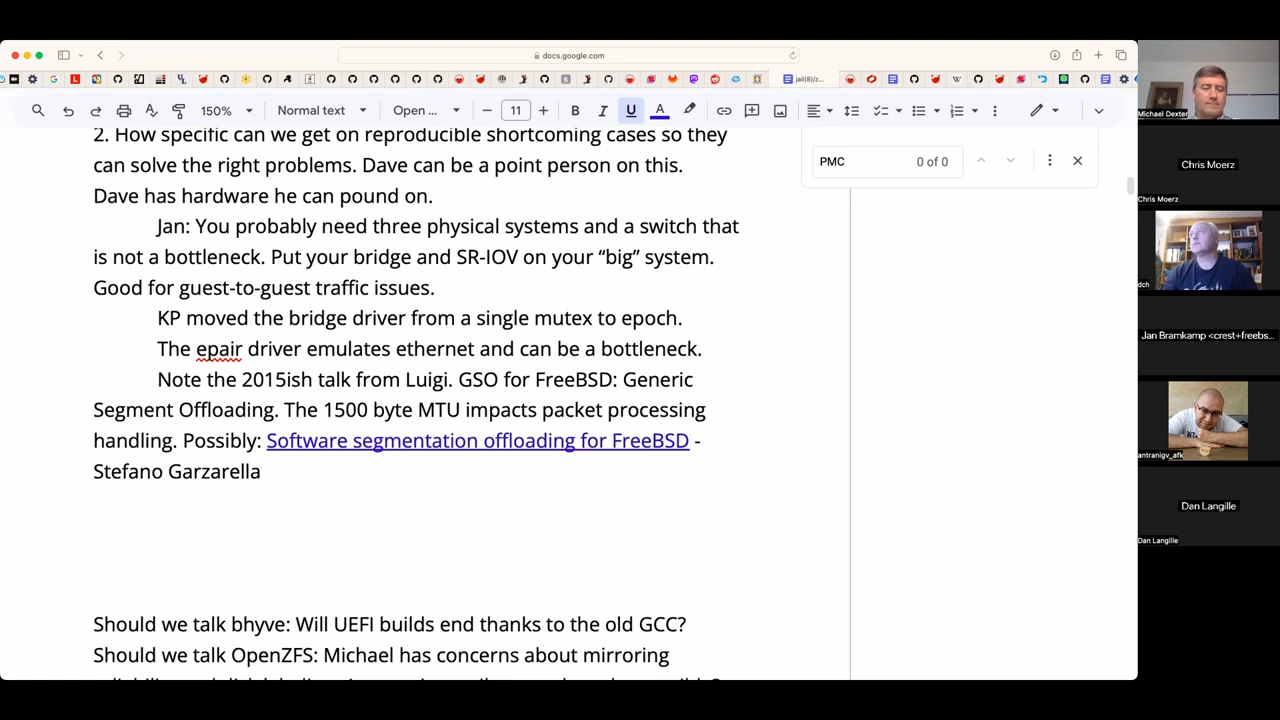 docs.google.com
jail(8)/z...
150%
Normal text
Open ...
11
B
I
U
A
2. How specific can we get on reproducible shortcoming cases so they
can solve the right problems. Dave can be a point person on this.
Dave has hardware he can pound on.
Jan: You probably need three physical systems and a switch that
is not a bottleneck. Put your bridge and SR-IOV on your “big” system.
Good for guest-to-guest traffic issues.
KP moved the bridge driver from a single mutex to epoch.
The epair driver emulates ethernet and can be a bottleneck.
Note the 2015ish talk from Luigi. GSO for FreeBSD: Generic
Segment Offloading. The 1500 byte MTU impacts packet processing
handling. Possibly: Software segmentation offloading for FreeBSD -
Stefano Garzarella
Should we talk bhyve: Will UEFI builds end thanks to the old GCC?
Should we talk OpenZFS: Michael has concerns about mirroring
PMC
0 of 0
Michael Dexter
Chris Moerz
Chris Moerz
dch
Jan Bramkamp <crest+freebs...
antranigv_afk
Dan Langille
Dan Langille